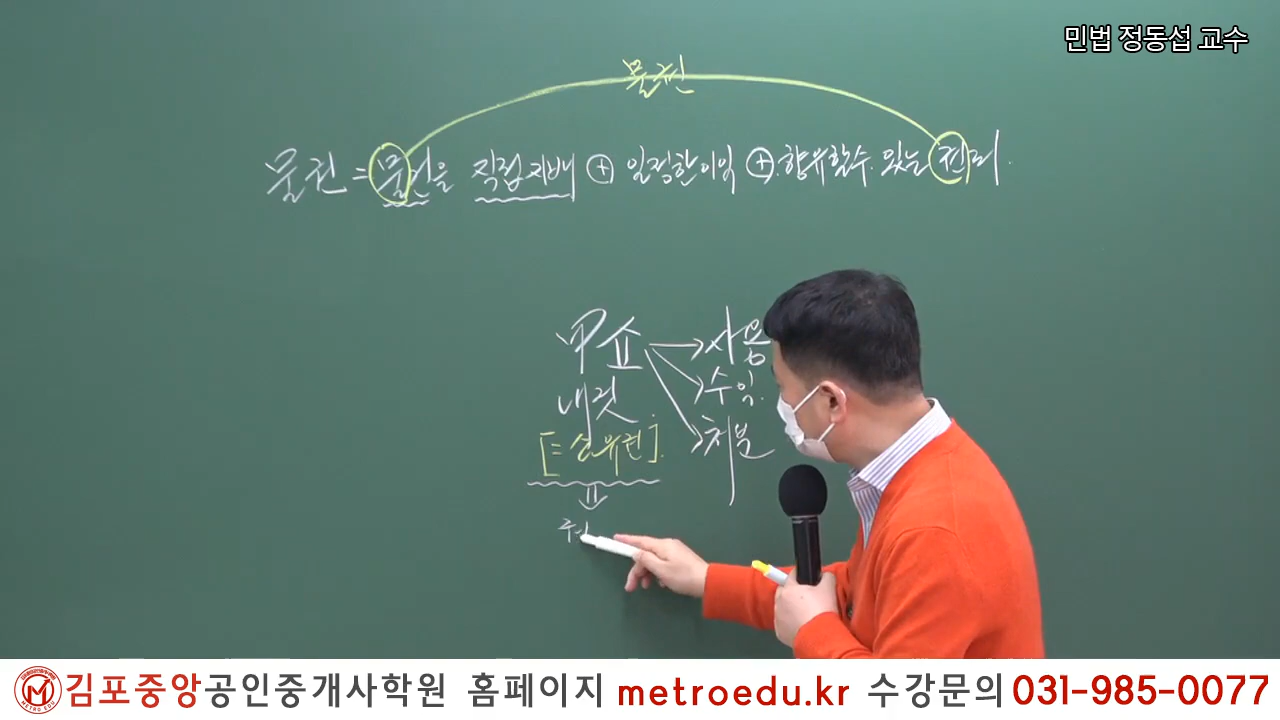 민법 정동섭 교수
물권
물권 = 물건을 직접지배 ⊕ 일정한 이익 ⊕ 향유할 수 있는 권리.
甲 소 → 사용
내것 → 수익.
[= 소유권]. → 처분
⇓
METRO EDU
김포중앙공인중개사학원 홈페이지 metroedu.kr 수강문의 031-985-0077